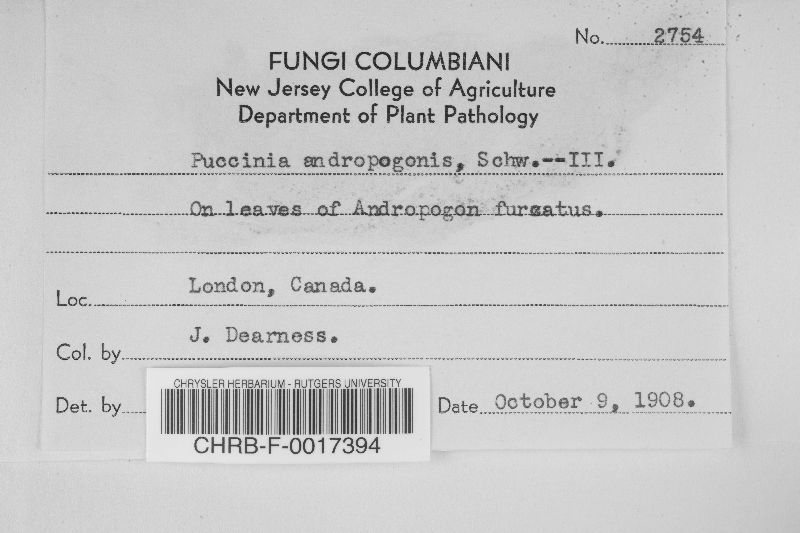 No. 2754
FUNGI COLUMBIANI
New Jersey College of Agriculture
Department of Plant Pathology
Puccinia andropogonis, Schw.--III.
On leaves of Andropogon furcatus.
Loc. London, Canada.
Col. by J. Dearness.
Det. by
Date October 9, 1908.
CHRYSLER HERBARIUM - RUTGERS UNIVERSITY
CHRB-F-0017394